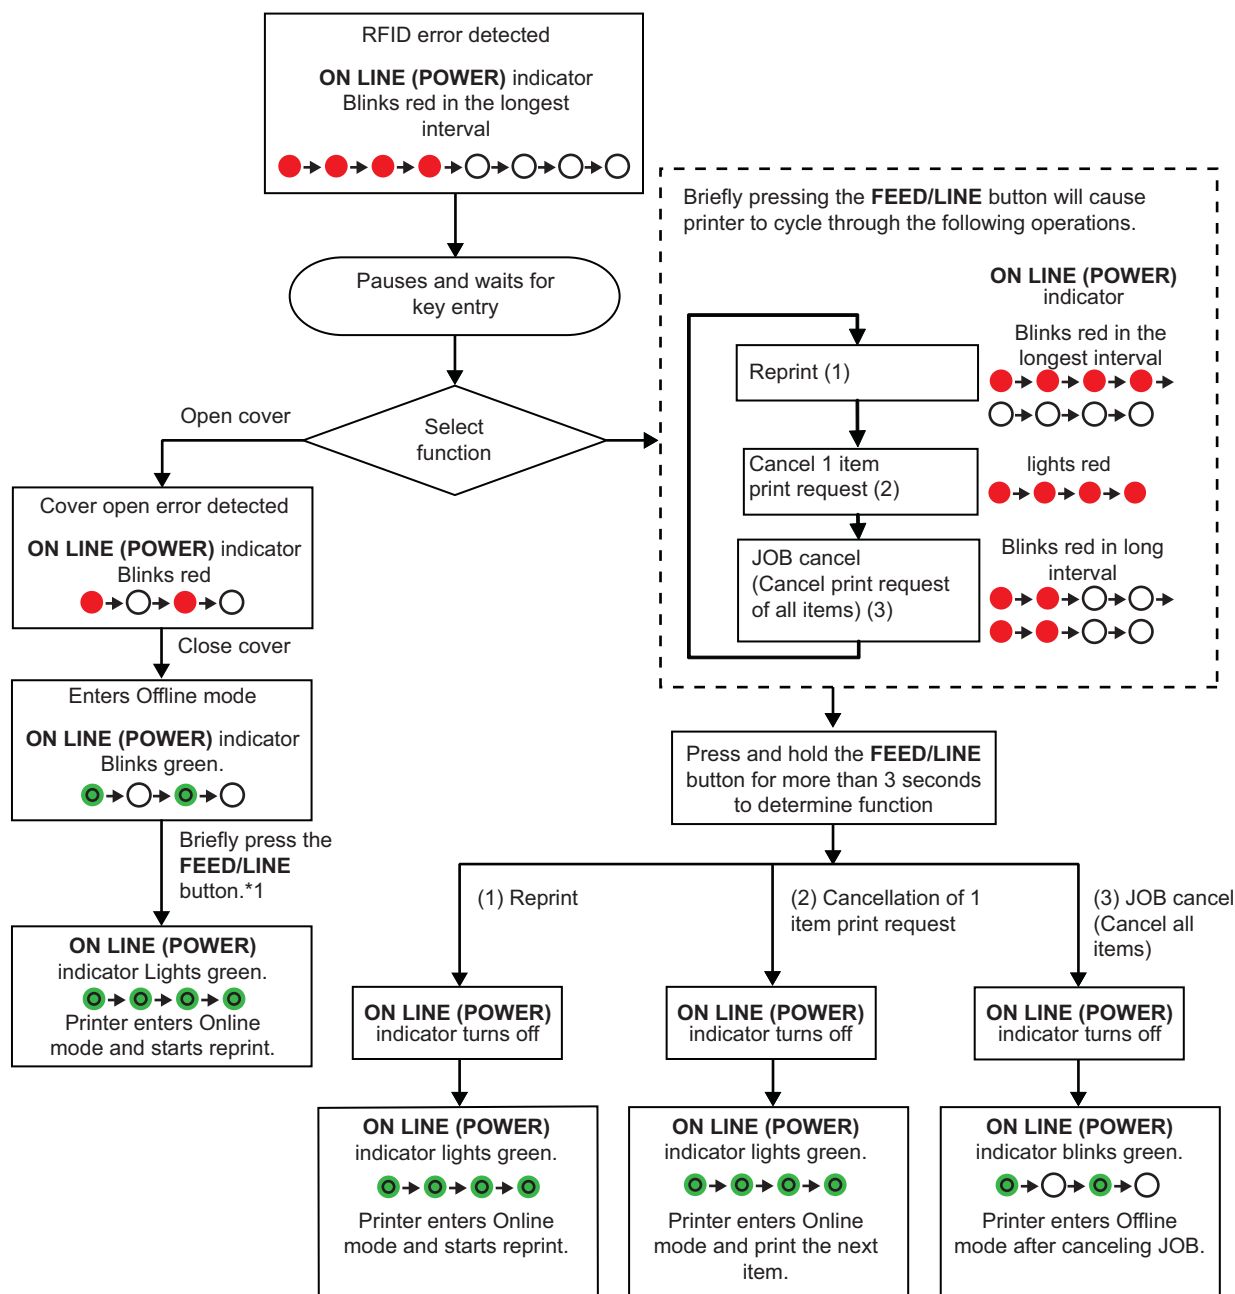 RFID error detected
ON LINE (POWER) indicator
Blinks red in the longest
interval
Pauses and waits for
key entry
Select
function
Open cover
Cover open error detected
ON LINE (POWER) indicator
Blinks red
Close cover
Enters Offline mode
ON LINE (POWER) indicator
Blinks green.
Briefly press the
FEED/LINE
button.*1
ON LINE (POWER)
indicator Lights green.
Printer enters Online
mode and starts reprint.
Briefly pressing the FEED/LINE button will cause
printer to cycle through the following operations.
ON LINE (POWER)
indicator
Reprint (1)
Blinks red in the
longest interval
Cancel 1 item
print request (2)
lights red
JOB cancel
(Cancel print request
of all items) (3)
Blinks red in long
interval
Press and hold the FEED/LINE
button for more than 3 seconds
to determine function
(1) Reprint
ON LINE (POWER)
indicator turns off
ON LINE (POWER)
indicator lights green.
Printer enters Online
mode and starts reprint.
(2) Cancellation of 1
item print request
ON LINE (POWER)
indicator turns off
ON LINE (POWER)
indicator lights green.
Printer enters Online
mode and print the next
item.
(3) JOB cancel
(Cancel all
items)
ON LINE (POWER)
indicator turns off
ON LINE (POWER)
indicator blinks green.
Printer enters Offline
mode after canceling JOB.